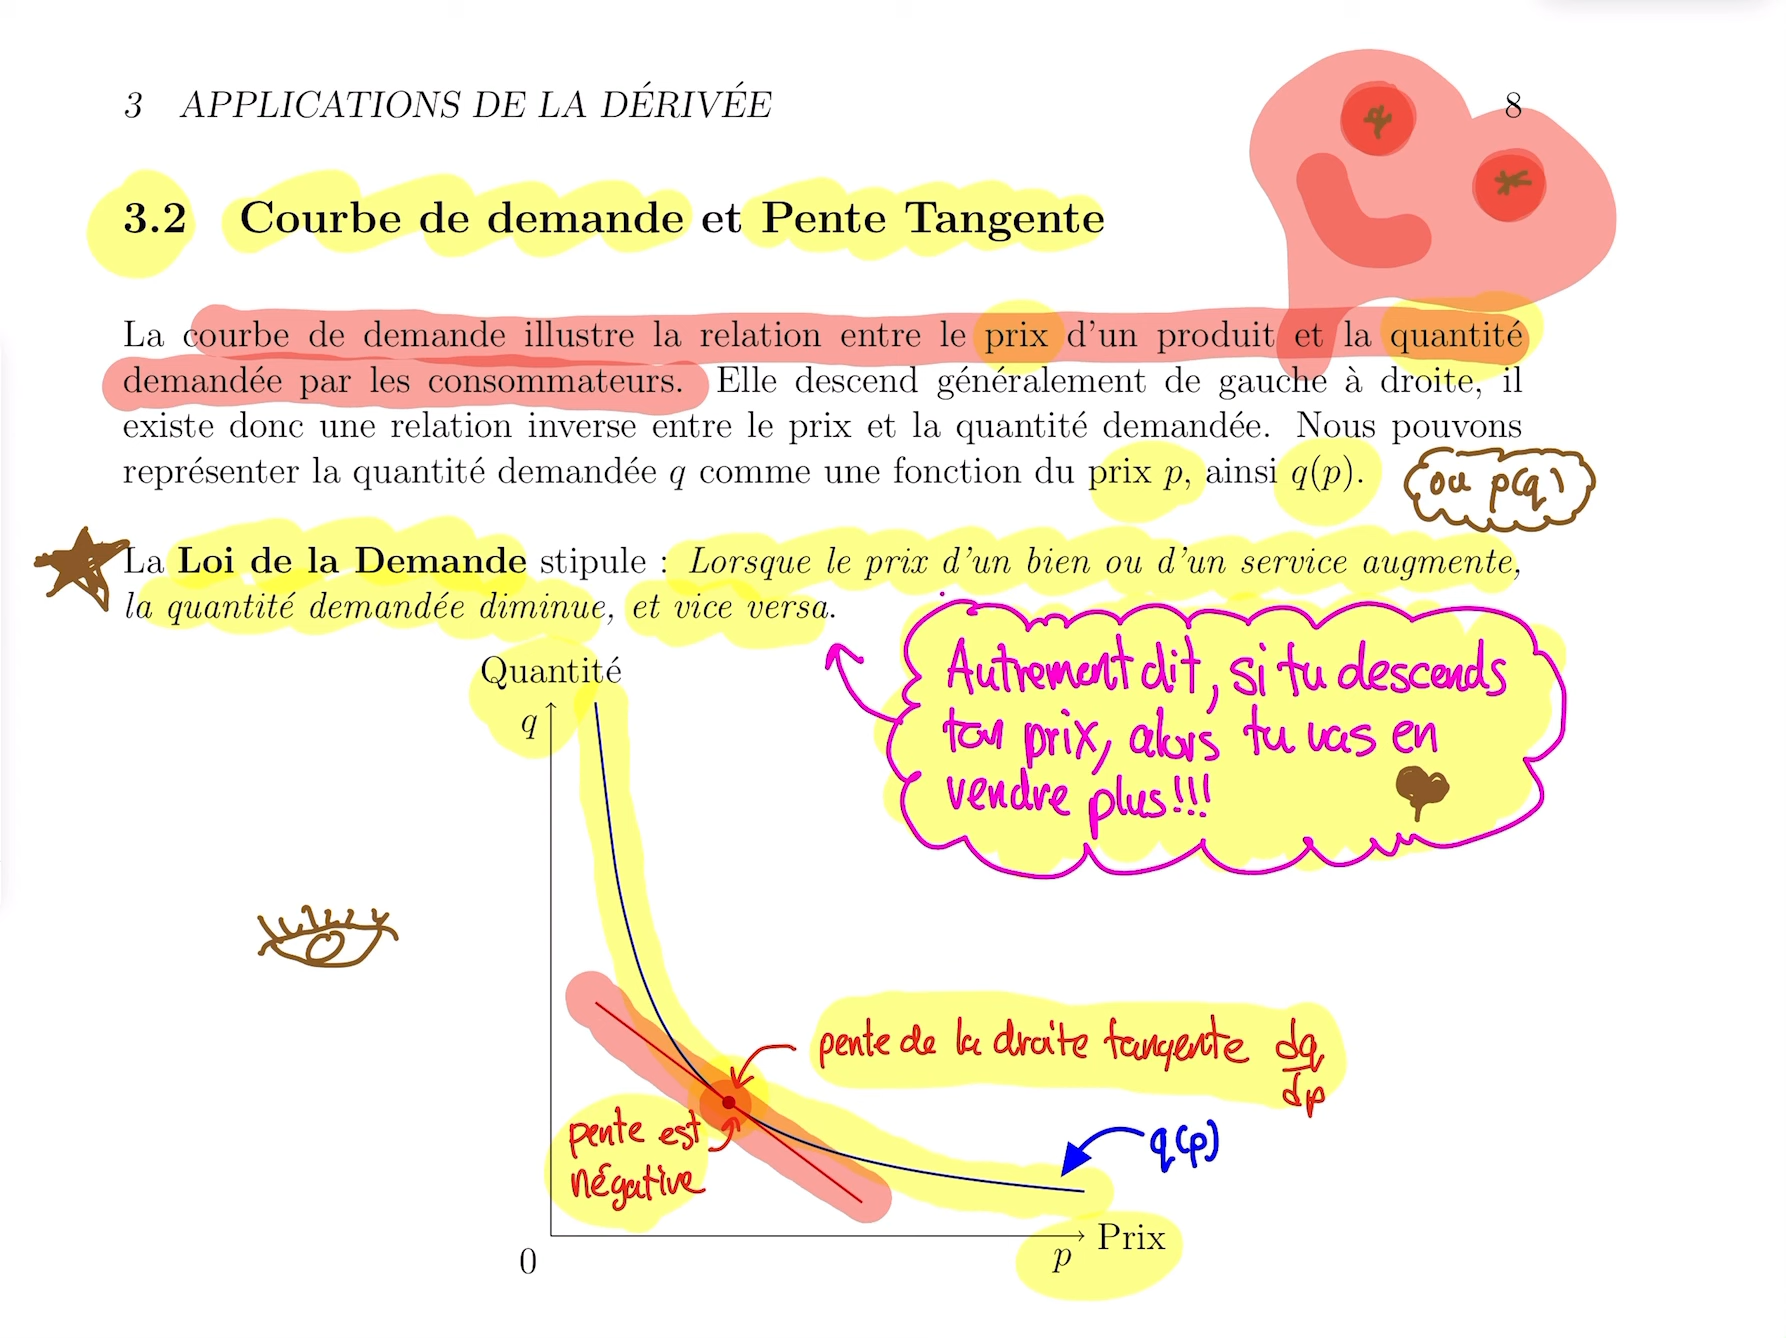 3 APPLICATIONS DE LA DÉRIVÉE 8
3.2 Courbe de demande et Pente Tangente
La courbe de demande illustre la relation entre le prix d'un produit et la quantité
demandée par les consommateurs. Elle descend généralement de gauche à droite, il
existe donc une relation inverse entre le prix et la quantité demandée. Nous pouvons
représenter la quantité demandée q comme une fonction du prix p, ainsi q(p).
ou p(q)
La Loi de la Demande stipule : Lorsque le prix d'un bien ou d'un service augmente,
la quantité demandée diminue, et vice versa.
Autrement dit, si tu descends
ton prix, alors tu vas en
vendre plus!!!
Quantité
q
pente de la droite tangente dq/dp
pente est
négative
q(p)
Prix
p
0